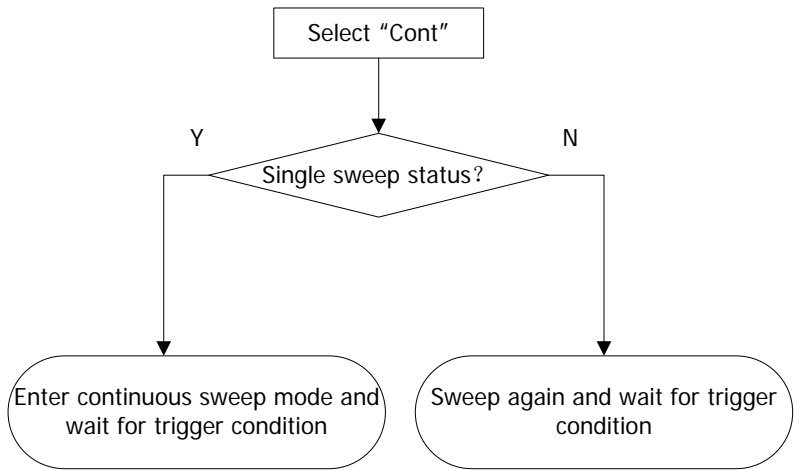 Select “Cont”
Y
N
Single sweep status？
Enter continuous sweep mode and
wait for trigger condition
Sweep again and wait for trigger
condition